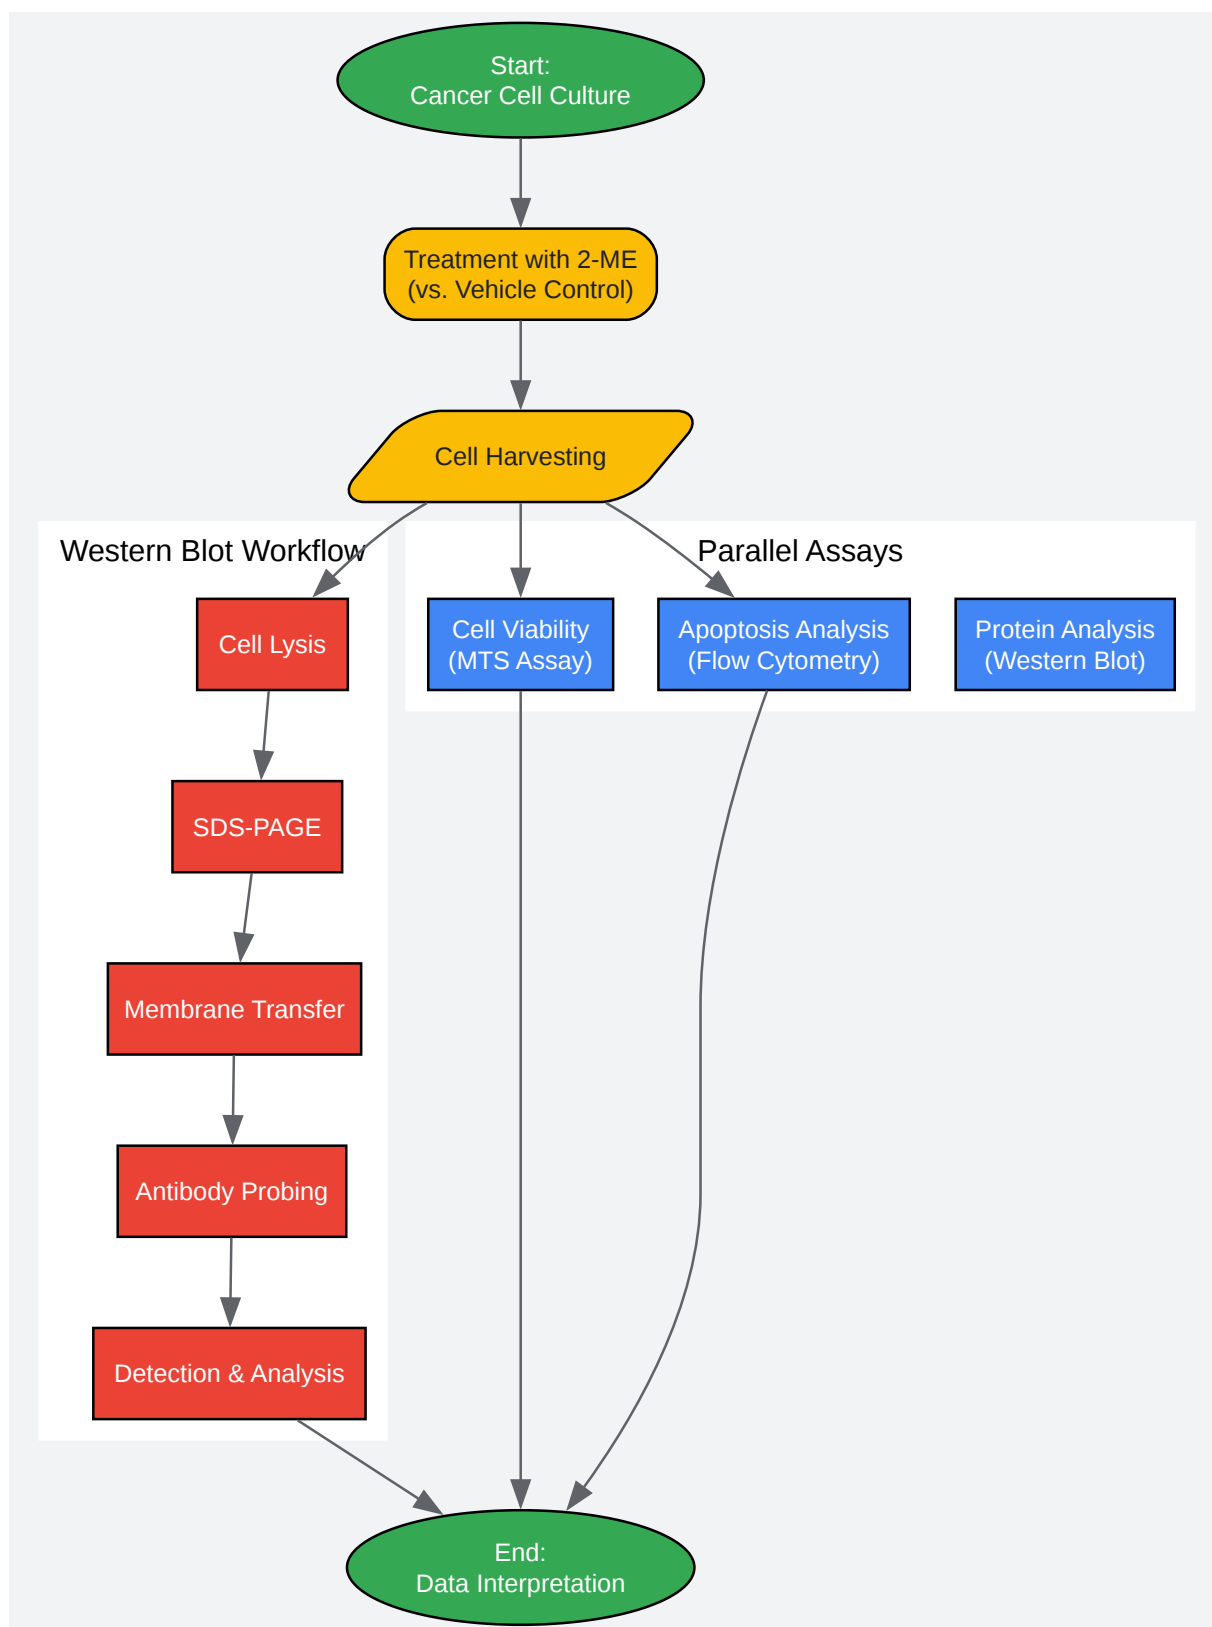 Start:
Cancer Cell Culture
Treatment with 2-ME
(vs. Vehicle Control)
Cell Harvesting
Western Blot Workflow
Parallel Assays
Cell Lysis
Cell Viability
(MTS Assay)
Apoptosis Analysis
(Flow Cytometry)
Protein Analysis
(Western Blot)
SDS-PAGE
Membrane Transfer
Antibody Probing
Detection & Analysis
End:
Data Interpretation